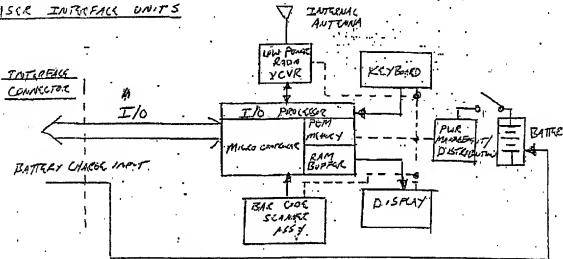 USER INTERFACE UNITS
INTERNAL
ANTENNA
LOW POWER
RADIO
XCVR
KEYBOARD
INTERFACE
CONNECTOR
I/O
I/O PROCESSOR
PGM
MEMORY
MICRO COMPUTER
RAM
BUFFER
PWR
MANAGEMENT/
DISTRIBUTION
BATTERY
BATTERY CHARGE INPUT
BAR CODE
SCANNER
ASSY
DISPLAY